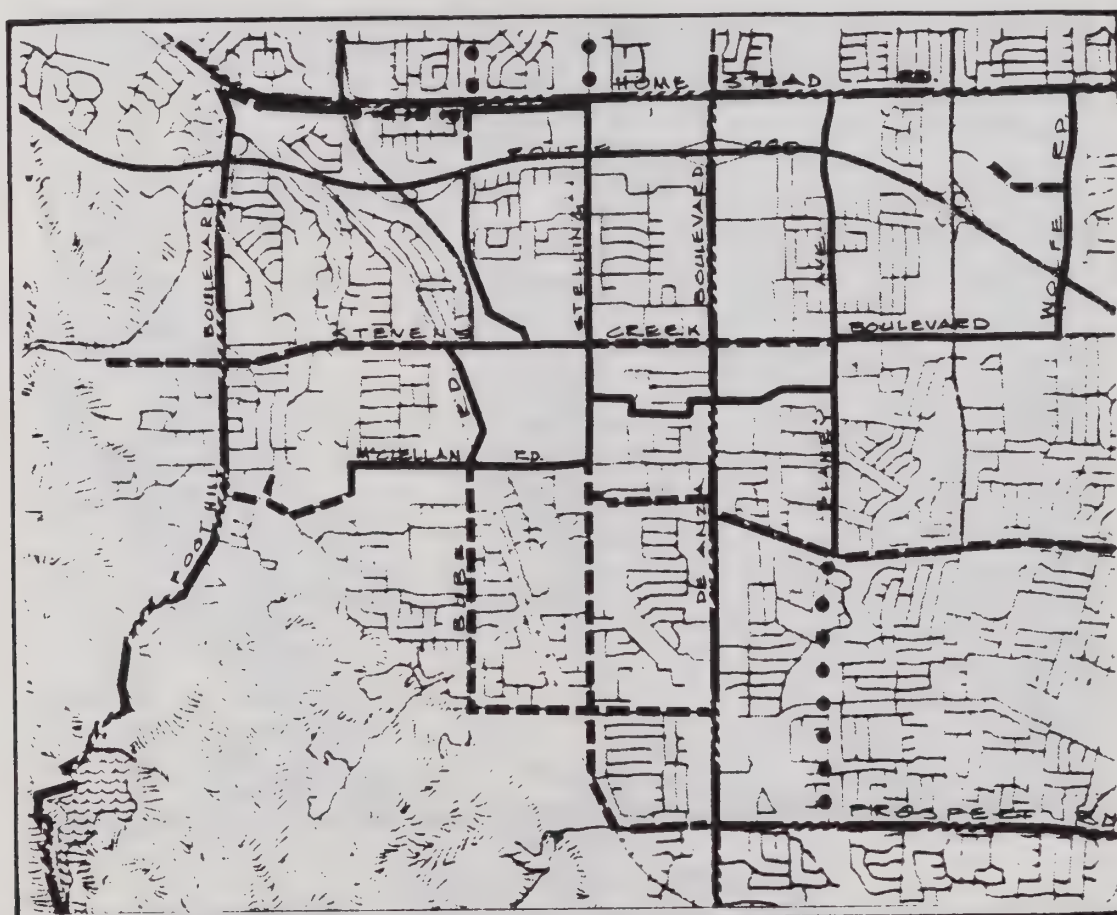 HOMESTEAD RD.
ROUTE 280
BOULEVARD
STELLING
BOULEVARD
AVE
WOLFE RD.
STEVENS CREEK BOULEVARD
RD.
McCLELLAN RD.
FOOTHILL
BUBB
DE ANZA
BLANEY
PROSPECT RD.